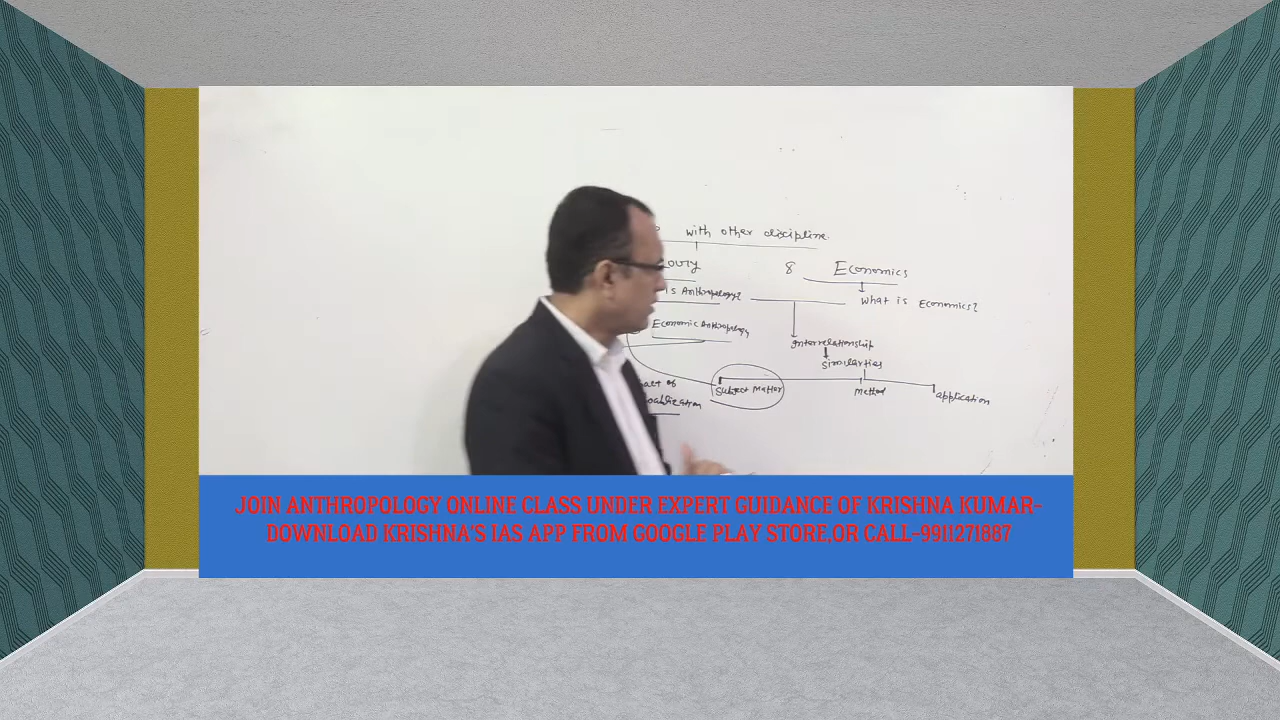 with other discipline.
8 Economics
is Anthropology?
What is Economics?
Economic Anthropology
Interrelationship
Similarties
Subject Matter
Method
application
JOIN ANTHROPOLOGY ONLINE CLASS UNDER EXPERT GUIDANCE OF KRISHNA KUMAR-
DOWNLOAD KRISHNA'S IAS APP FROM GOOGLE PLAY STORE,OR CALL-9911271887